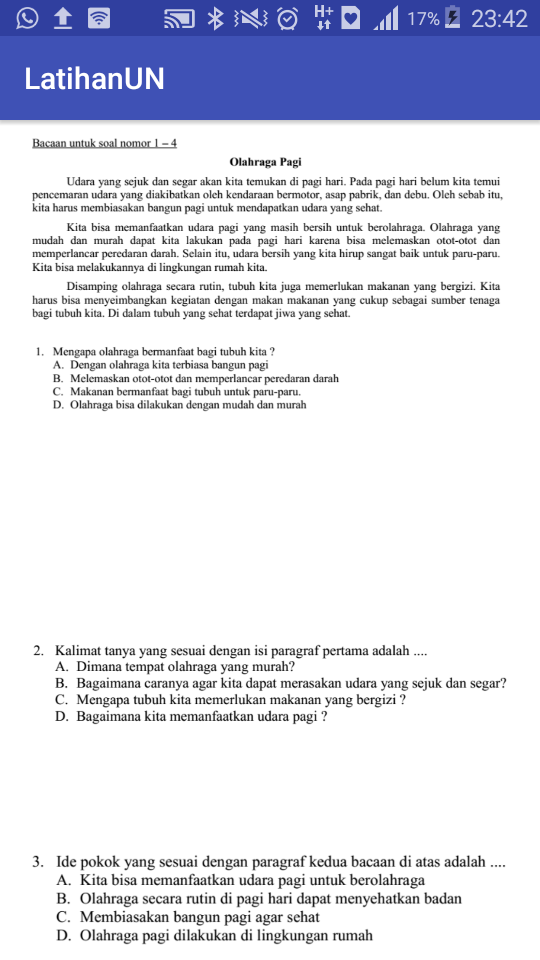 H+ 17% 23:42
LatihanUN
Bacaan untuk soal nomor 1 – 4
Olahraga Pagi
Udara yang sejuk dan segar akan kita temukan di pagi hari. Pada pagi hari belum kita temui
pencemaran udara yang diakibatkan oleh kendaraan bermotor, asap pabrik, dan debu. Oleh sebab itu,
kita harus membiasakan bangun pagi untuk mendapatkan udara yang sehat.
Kita bisa memanfaatkan udara pagi yang masih bersih untuk berolahraga. Olahraga yang
mudah dan murah dapat kita lakukan pada pagi hari karena bisa melemaskan otot-otot dan
memperlancar peredaran darah. Selain itu, udara bersih yang kita hirup sangat baik untuk paru-paru.
Kita bisa melakukannya di lingkungan rumah kita.
Disamping olahraga secara rutin, tubuh kita juga memerlukan makanan yang bergizi. Kita
harus bisa menyeimbangkan kegiatan dengan makan makanan yang cukup sebagai sumber tenaga
bagi tubuh kita. Di dalam tubuh yang sehat terdapat jiwa yang sehat.
1. Mengapa olahraga bermanfaat bagi tubuh kita ?
A. Dengan olahraga kita terbiasa bangun pagi
B. Melemaskan otot-otot dan memperlancar peredaran darah
C. Makanan bermanfaat bagi tubuh untuk paru-paru.
D. Olahraga bisa dilakukan dengan mudah dan murah
2. Kalimat tanya yang sesuai dengan isi paragraf pertama adalah ....
A. Dimana tempat olahraga yang murah?
B. Bagaimana caranya agar kita dapat merasakan udara yang sejuk dan segar?
C. Mengapa tubuh kita memerlukan makanan yang bergizi ?
D. Bagaimana kita memanfaatkan udara pagi ?
3. Ide pokok yang sesuai dengan paragraf kedua bacaan di atas adalah ....
A. Kita bisa memanfaatkan udara pagi untuk berolahraga
B. Olahraga secara rutin di pagi hari dapat menyehatkan badan
C. Membiasakan bangun pagi agar sehat
D. Olahraga pagi dilakukan di lingkungan rumah